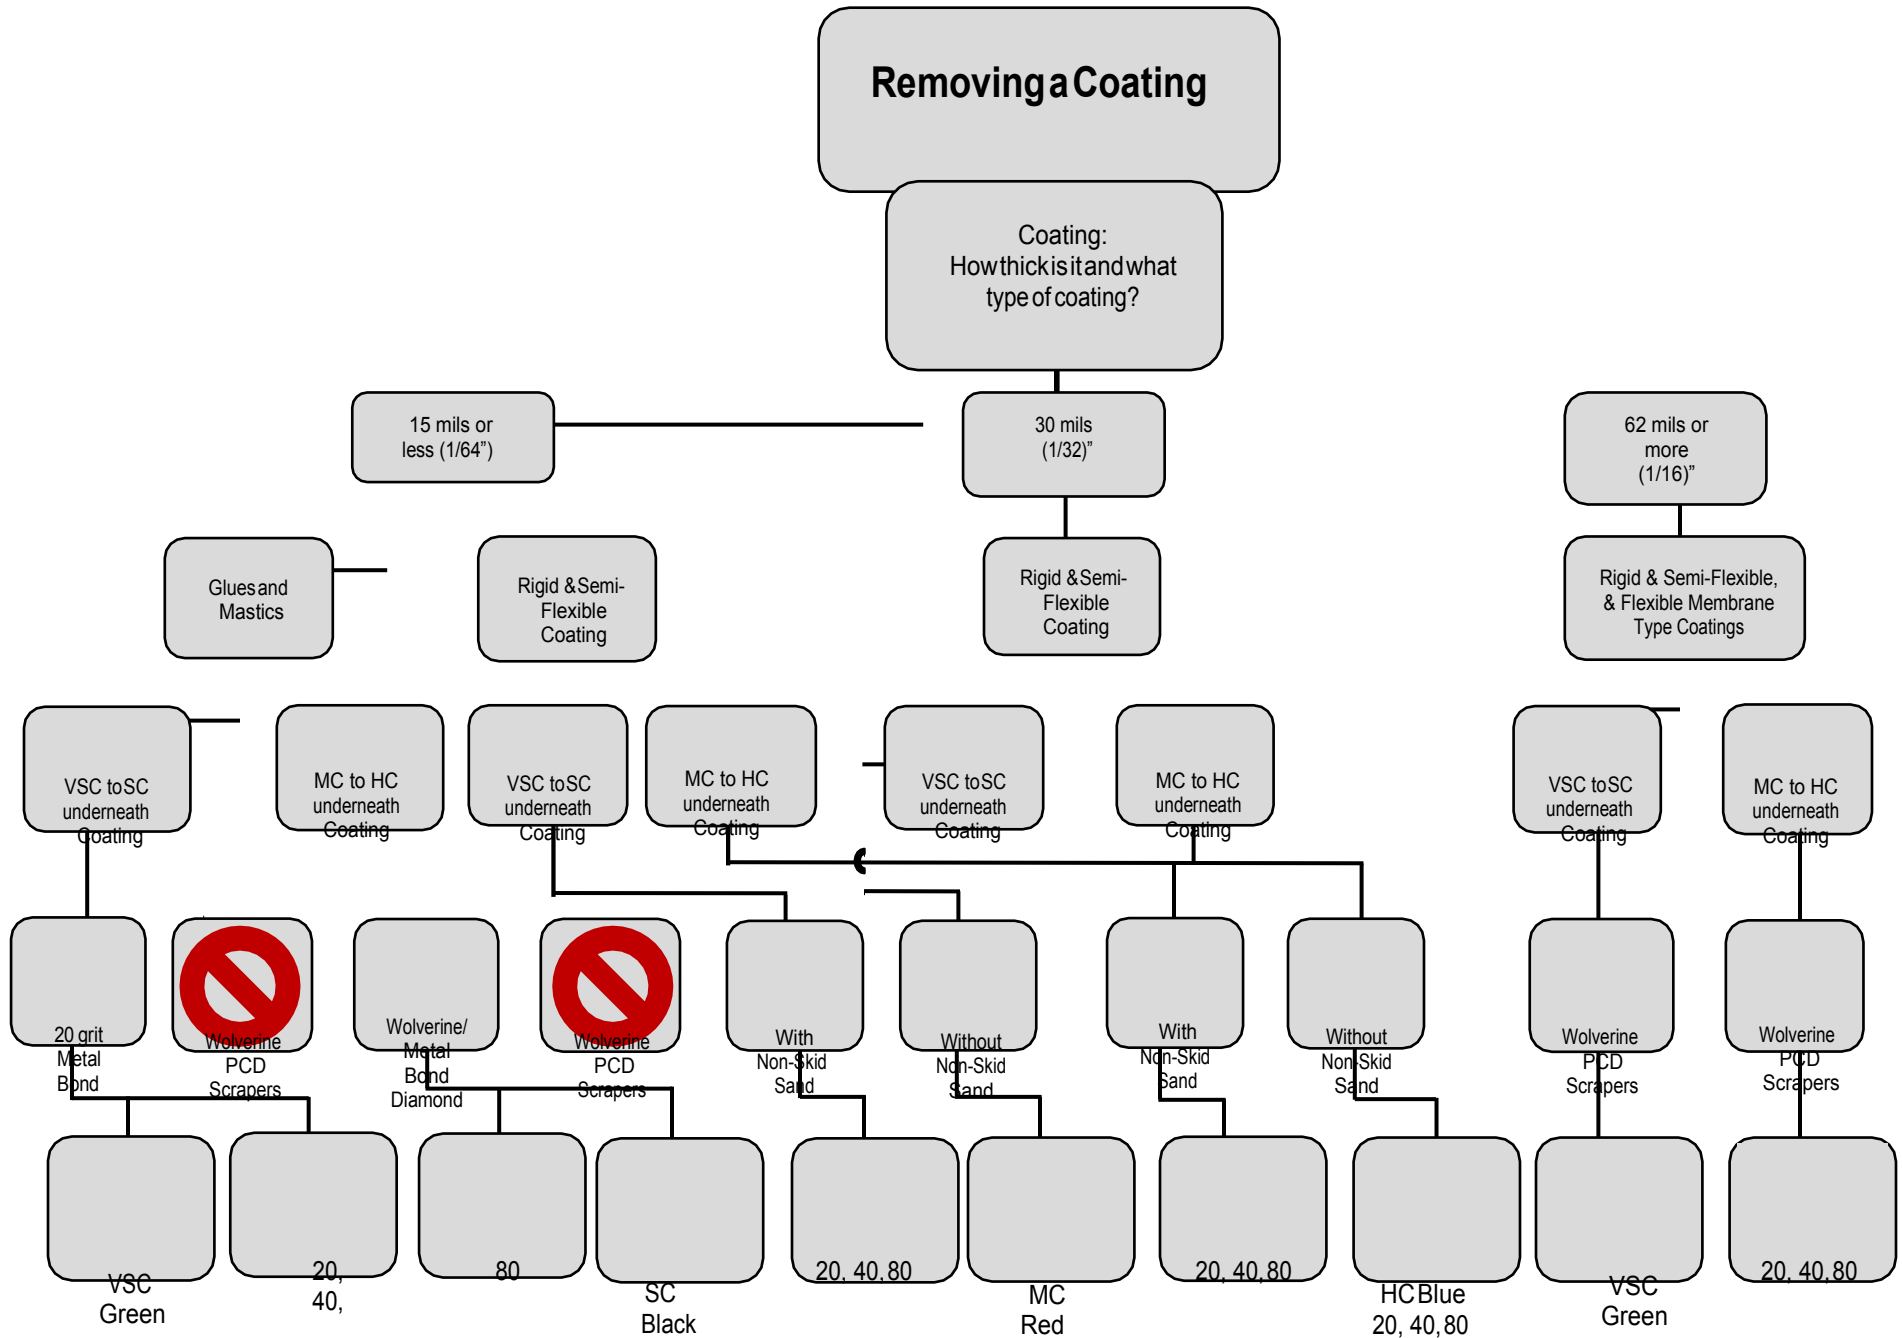 Removing a Coating
Coating:
How thick is it and what
type of coating?
15 mils or
less (1/64”)
30 mils
(1/32)”
62 mils or
more
(1/16)”
Glues and
Mastics
Rigid & Semi-
Flexible
Coating
Rigid & Semi-
Flexible
Coating
Rigid & Semi-Flexible,
& Flexible Membrane
Type Coatings
VSC to SC
underneath
Coating
MC to HC
underneath
Coating
VSC to SC
underneath
Coating
MC to HC
underneath
Coating
VSC to SC
underneath
Coating
MC to HC
underneath
Coating
VSC to SC
underneath
Coating
MC to HC
underneath
Coating
20 grit
Metal
Bond
Wolverine
PCD
Scrapers
Wolverine/
Metal
Bond
Diamond
Wolverine
PCD
Scrapers
With
Non-Skid
Sand
Without
Non-Skid
Sand
With
Non-Skid
Sand
Without
Non-Skid
Sand
Wolverine
PCD
Scrapers
Wolverine
PCD
Scrapers
VSC
Green
20,
40,
80
SC
Black
20, 40, 80
MC
Red
20, 40, 80
HC Blue
20, 40, 80
VSC
Green
20, 40, 80